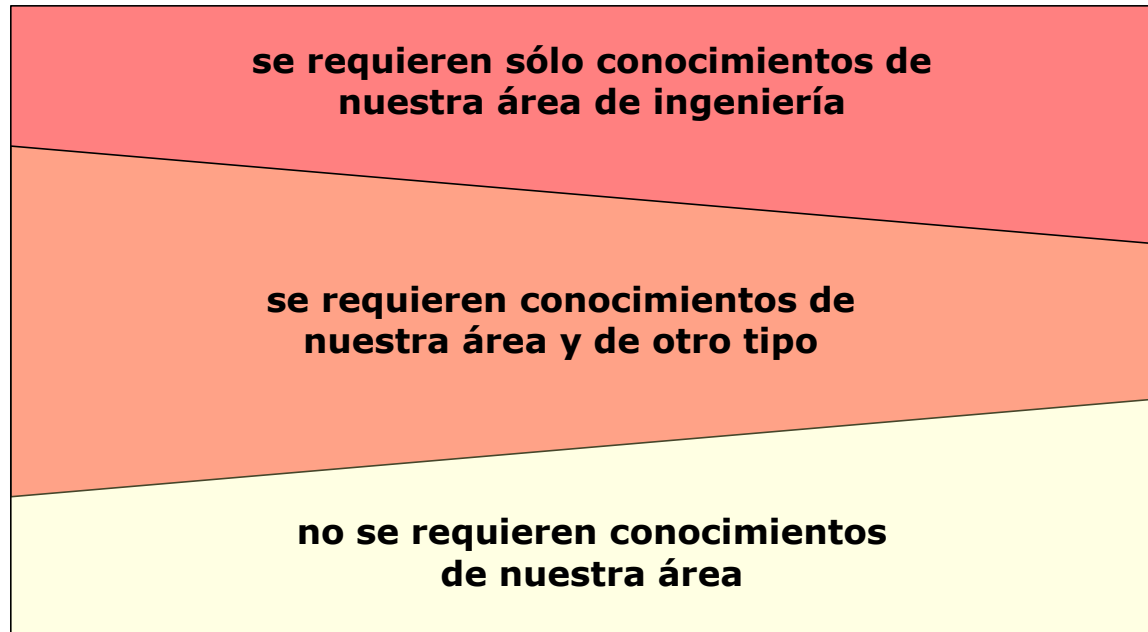 se requieren sólo conocimientos de
nuestra área de ingeniería
se requieren conocimientos de
nuestra área y de otro tipo
no se requieren conocimientos
de nuestra área